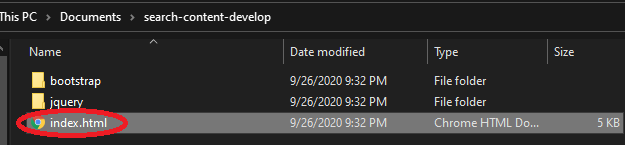 This PC > Documents > search-content-develop
Name Date modified Type Size
bootstrap 9/26/2020 9:32 PM File folder
jquery 9/26/2020 9:32 PM File folder
index.html 9/26/2020 9:32 PM Chrome HTML Do... 5 KB